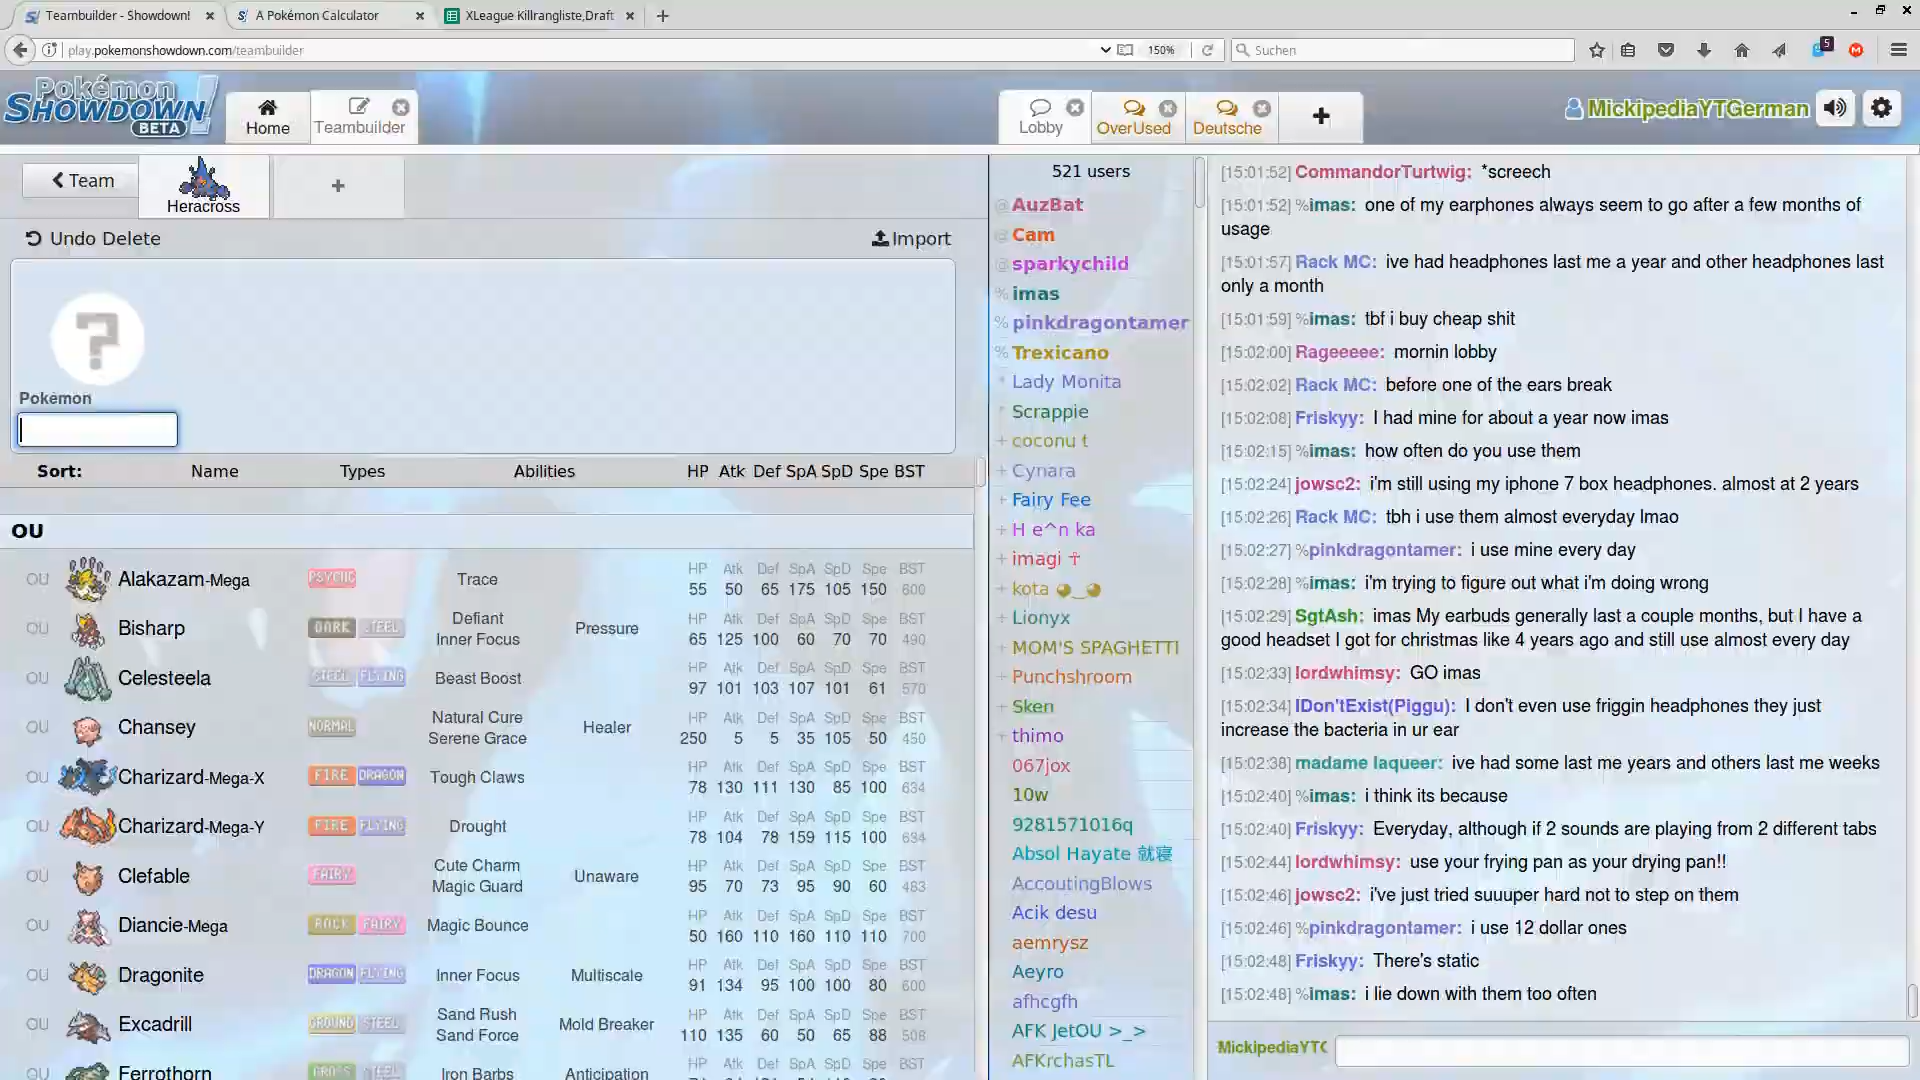 Teambuilder - Showdown!
A Pokémon Calculator
XLeague Killrangliste,Draft
play.pokemonshowdown.com/teambuilder
150%
Suchen
5
Pokémon
SHOWDOWN!
BETA
Home
Teambuilder
Lobby
OverUsed
Deutsche
MickipediaYTGerman
Team
Heracross
Undo Delete
Import
Pokémon
Sort: Name Types Abilities HP Atk Def SpA SpD Spe BST
OU
OU Alakazam-Mega PSYCHIC Trace HP 55 Atk 50 Def 65 SpA 175 SpD 105 Spe 150 BST 600
OU Bisharp DARK STEEL Defiant Inner Focus Pressure HP 65 Atk 125 Def 100 SpA 60 SpD 70 Spe 70 BST 490
OU Celesteela STEEL FLYING Beast Boost HP 97 Atk 101 Def 103 SpA 107 SpD 101 Spe 61 BST 570
OU Chansey NORMAL Natural Cure Serene Grace Healer HP 250 Atk 5 Def 5 SpA 35 SpD 105 Spe 50 BST 450
OU Charizard-Mega-X FIRE DRAGON Tough Claws HP 78 Atk 130 Def 111 SpA 130 SpD 85 Spe 100 BST 634
OU Charizard-Mega-Y FIRE FLYING Drought HP 78 Atk 104 Def 78 SpA 159 SpD 115 Spe 100 BST 634
OU Clefable FAIRY Cute Charm Magic Guard Unaware HP 95 Atk 70 Def 73 SpA 95 SpD 90 Spe 60 BST 483
OU Diancie-Mega ROCK FAIRY Magic Bounce HP 50 Atk 160 Def 110 SpA 160 SpD 110 Spe 110 BST 700
OU Dragonite DRAGON FLYING Inner Focus Multiscale HP 91 Atk 134 Def 95 SpA 100 SpD 100 Spe 80 BST 600
OU Excadrill GROUND STEEL Sand Rush Sand Force Mold Breaker HP 110 Atk 135 Def 60 SpA 50 SpD 65 Spe 88 BST 508
OU Ferrothorn GRASS STEEL Iron Barbs Anticipation HP Atk Def SpA SpD Spe BST
521 users
@AuzBat
@Cam
@sparkychild
%imas
%pinkdragontamer
%Trexicano
*Lady Monita
*Scrappie
+coconu t
+Cynara
+Fairy Fee
+H e^n ka
+imagi ☥
+kota ◕‿◕
+Lionyx
+MOM'S SPAGHETTI
+Punchshroom
+Sken
+thimo
067jox
10w
9281571016q
Absol Hayate 就寝
AccoutingBlows
Acik desu
aemrysz
Aeyro
afhcgfh
AFK JetOU >_>
AFKrchasTL
[15:01:52] CommandorTurtwig: *screech
[15:01:52] %imas: one of my earphones always seem to go after a few months of
usage
[15:01:57] Rack MC: ive had headphones last me a year and other headphones last
only a month
[15:01:59] %imas: tbf i buy cheap shit
[15:02:00] Rageeeee: mornin lobby
[15:02:02] Rack MC: before one of the ears break
[15:02:08] Friskyy: I had mine for about a year now imas
[15:02:15] %imas: how often do you use them
[15:02:24] jowsc2: i'm still using my iphone 7 box headphones. almost at 2 years
[15:02:26] Rack MC: tbh i use them almost everyday lmao
[15:02:27] %pinkdragontamer: i use mine every day
[15:02:28] %imas: i'm trying to figure out what i'm doing wrong
[15:02:29] SgtAsh: imas My earbuds generally last a couple months, but I have a
good headset I got for christmas like 4 years ago and still use almost every day
[15:02:33] lordwhimsy: GO imas
[15:02:34] IDon'tExist(Piggu): I don't even use friggin headphones they just
increase the bacteria in ur ear
[15:02:38] madame laqueer: ive had some last me years and others last me weeks
[15:02:40] %imas: i think its because
[15:02:40] Friskyy: Everyday, although if 2 sounds are playing from 2 different tabs
[15:02:44] lordwhimsy: use your frying pan as your drying pan!!
[15:02:46] jowsc2: i've just tried suuuper hard not to step on them
[15:02:46] %pinkdragontamer: i use 12 dollar ones
[15:02:48] Friskyy: There's static
[15:02:48] %imas: i lie down with them too often
MickipediaYTG